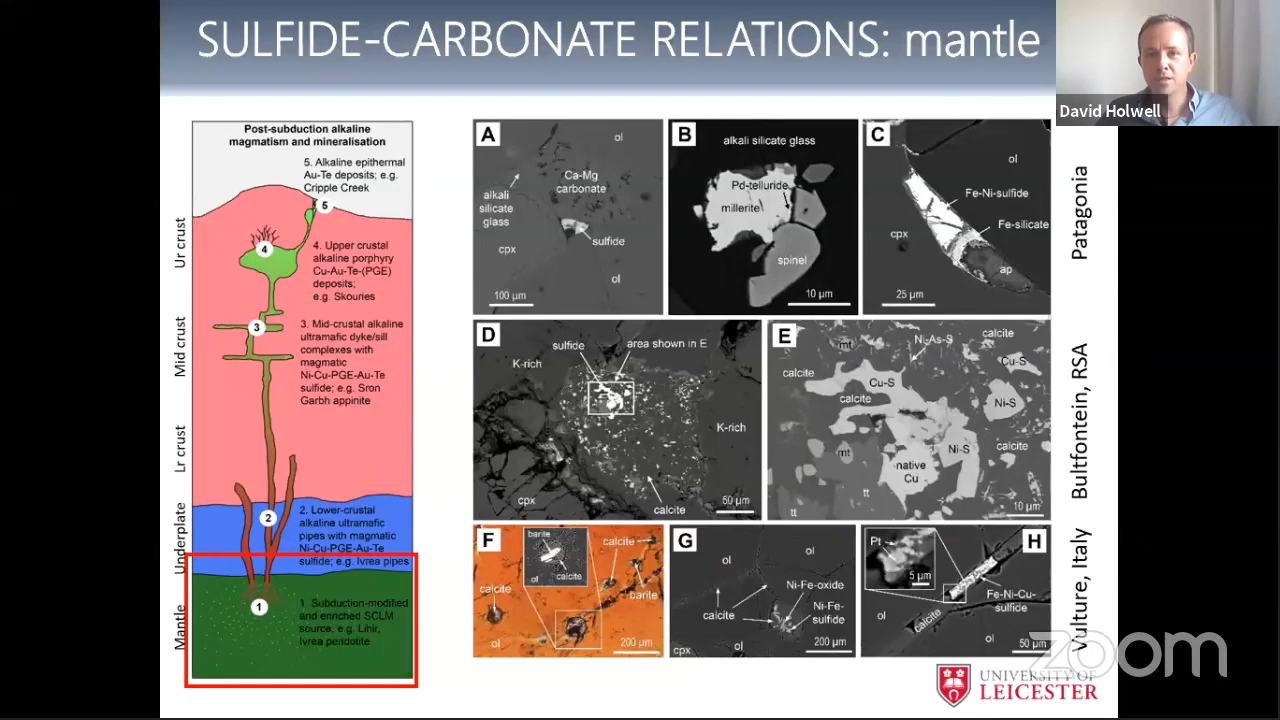 SULFIDE-CARBONATE RELATIONS: mantle
David Holwell
Post-subduction alkaline
magmatism and mineralisation
5. Alkaline epithermal
Au-Te deposits; e.g.
Cripple Creek
5
4
4. Upper crustal
alkaline porphyry
Cu-Au-Te-(PGE)
deposits;
e.g. Skouries
3
3. Mid-crustal alkaline
ultramafic dyke/sill
complexes with
magmatic
Ni-Cu-PGE-Au-Te
sulfide; e.g. Sron
Garbh appinite
2
2. Lower-crustal
alkaline ultramafic
pipes with magmatic
Ni-Cu-PGE-Au-Te
sulfide; e.g. Ivrea pipes
1
1. Subduction-modified
and enriched SCLM
source; e.g. Lihir,
Ivrea peridotite
Ur crust
Mid crust
Lr crust
Underplate
Mantle
A
ol
Ca-Mg
carbonate
alkali
silicate
glass
sulfide
cpx
ol
100 µm
B
alkali silicate glass
Pd-telluride
millerite
spinel
10 µm
C
ol
Fe-Ni-sulfide
Fe-silicate
cpx
ap
25 µm
Patagonia
D
sulfide
area shown in E
K-rich
K-rich
cpx
calcite
50 µm
E
mt
Ni-As-S
calcite
calcite
Cu-S
Cu-S
calcite
Ni-S
mt
Ni-S
calcite
native
Cu
tt
tt
10 µm
Bultfontein, RSA
F
barite
ol
calcite
calcite
calcite
barite
ol
200 µm
G
ol
ol
Ni-Fe-oxide
calcite
Ni-Fe-
sulfide
cpx
ol
200 µm
H
Pt
5 µm
Fe-Ni-Cu-
sulfide
ol
calcite
ol
50 µm
Vulture, Italy
zoom
UNIVERSITY OF
LEICESTER